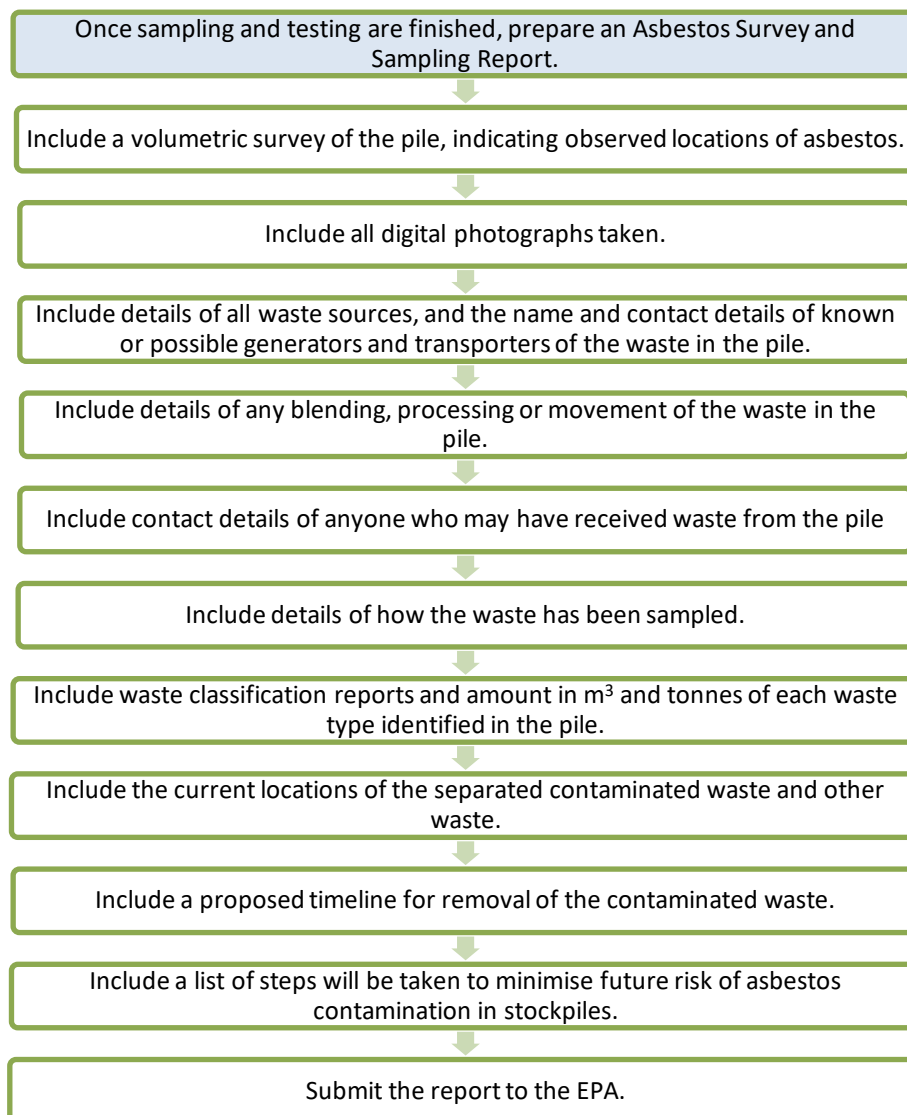 Once sampling and testing are finished, prepare an Asbestos Survey and
Sampling Report.
Include a volumetric survey of the pile, indicating observed locations of asbestos.
Include all digital photographs taken.
Include details of all waste sources, and the name and contact details of known
or possible generators and transporters of the waste in the pile.
Include details of any blending, processing or movement of the waste in the
pile.
Include contact details of anyone who may have received waste from the pile
Include details of how the waste has been sampled.
Include waste classification reports and amount in m³ and tonnes of each waste
type identified in the pile.
Include the current locations of the separated contaminated waste and other
waste.
Include a proposed timeline for removal of the contaminated waste.
Include a list of steps will be taken to minimise future risk of asbestos
contamination in stockpiles.
Submit the report to the EPA.